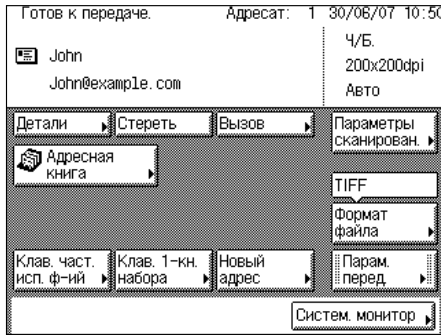 Готов к передаче. Адресат: 1 30/06/07 10:50
John
John@example.com
Ч/Б.
200x200dpi
Авто
Детали Стереть Вызов Параметры сканирован.
Адресная книга
TIFF
Формат файла
Клав. част. исп. ф-ий Клав. 1-кн. набора Новый адрес Парам. перед.
Систем. монитор